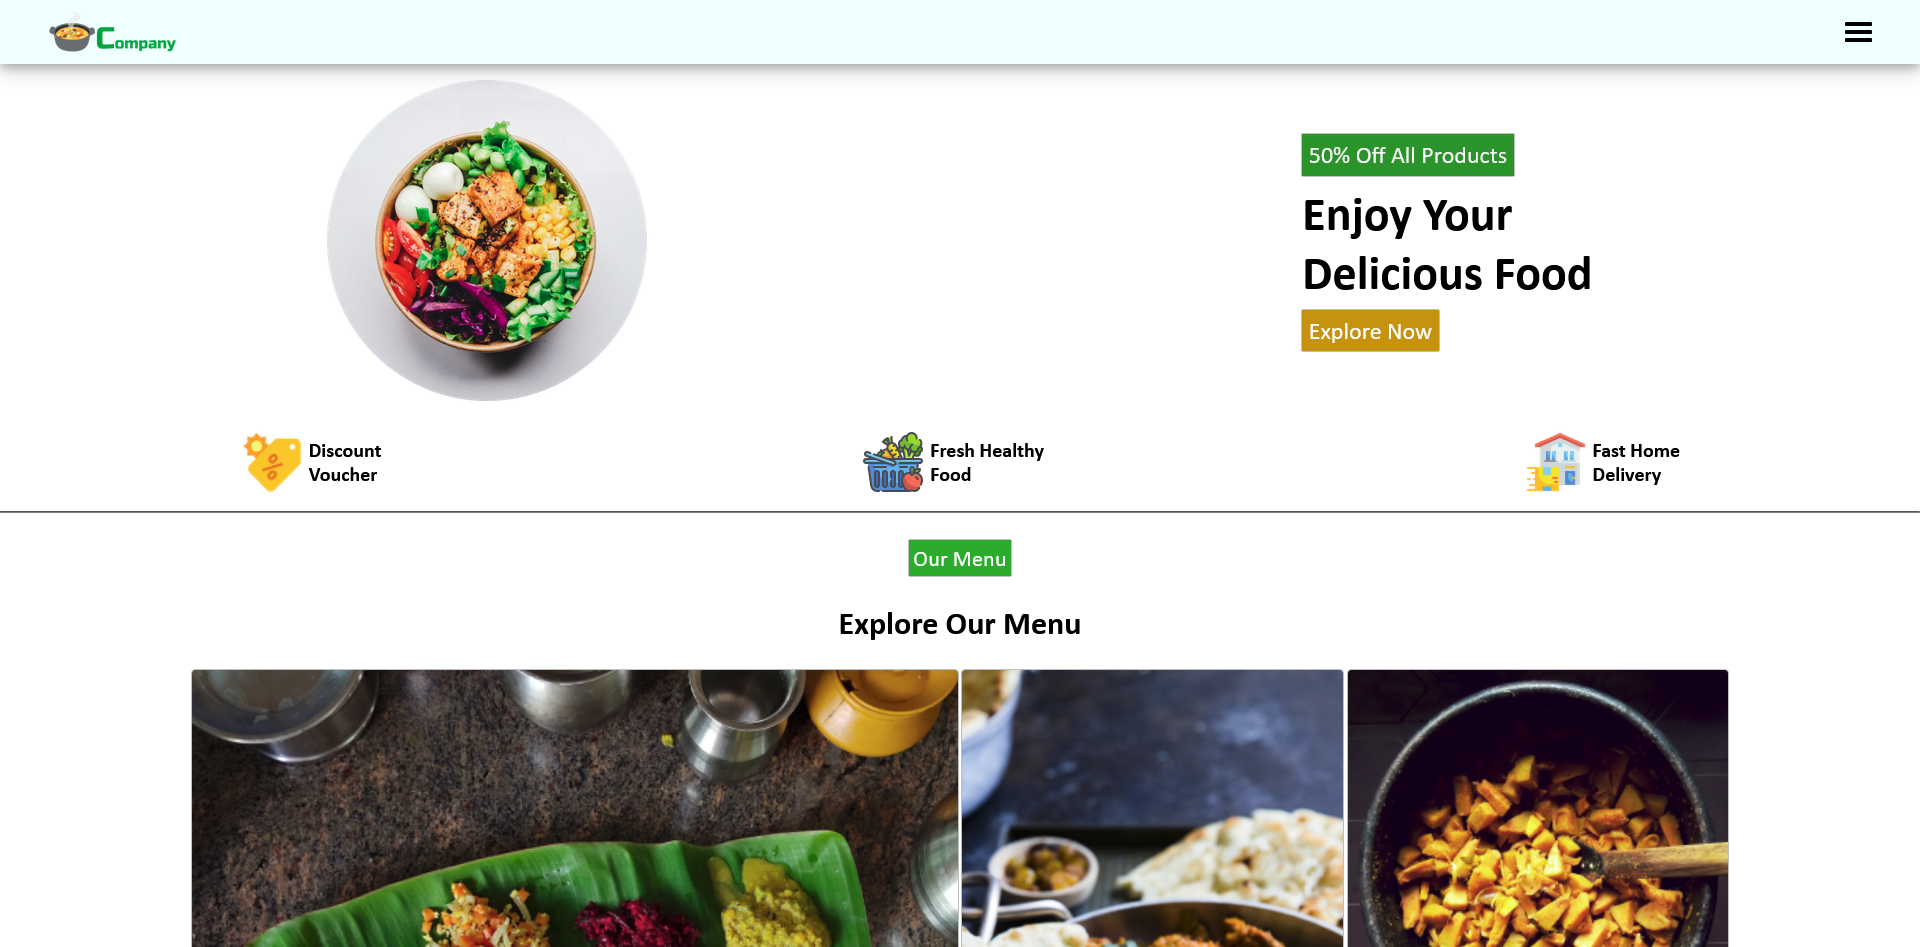 Company
50% Off All Products
Enjoy Your
Delicious Food
Explore Now
Discount
Voucher
Fresh Healthy
Food
Fast Home
Delivery
Our Menu
Explore Our Menu